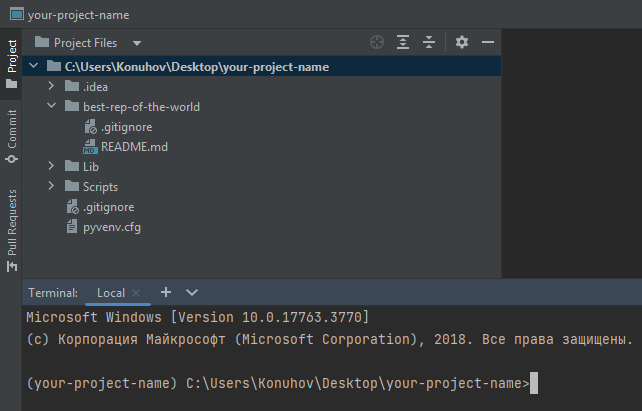 your-project-name
Project
Project Files
C:\Users\Konuhov\Desktop\your-project-name
.idea
best-rep-of-the-world
.gitignore
MD README.md
Lib
Scripts
.gitignore
pyvenv.cfg
Commit
Pull Requests
Terminal: Local
Microsoft Windows [Version 10.0.17763.3770]
(c) Корпорация Майкрософт (Microsoft Corporation), 2018. Все права защищены.
(your-project-name) C:\Users\Konuhov\Desktop\your-project-name>